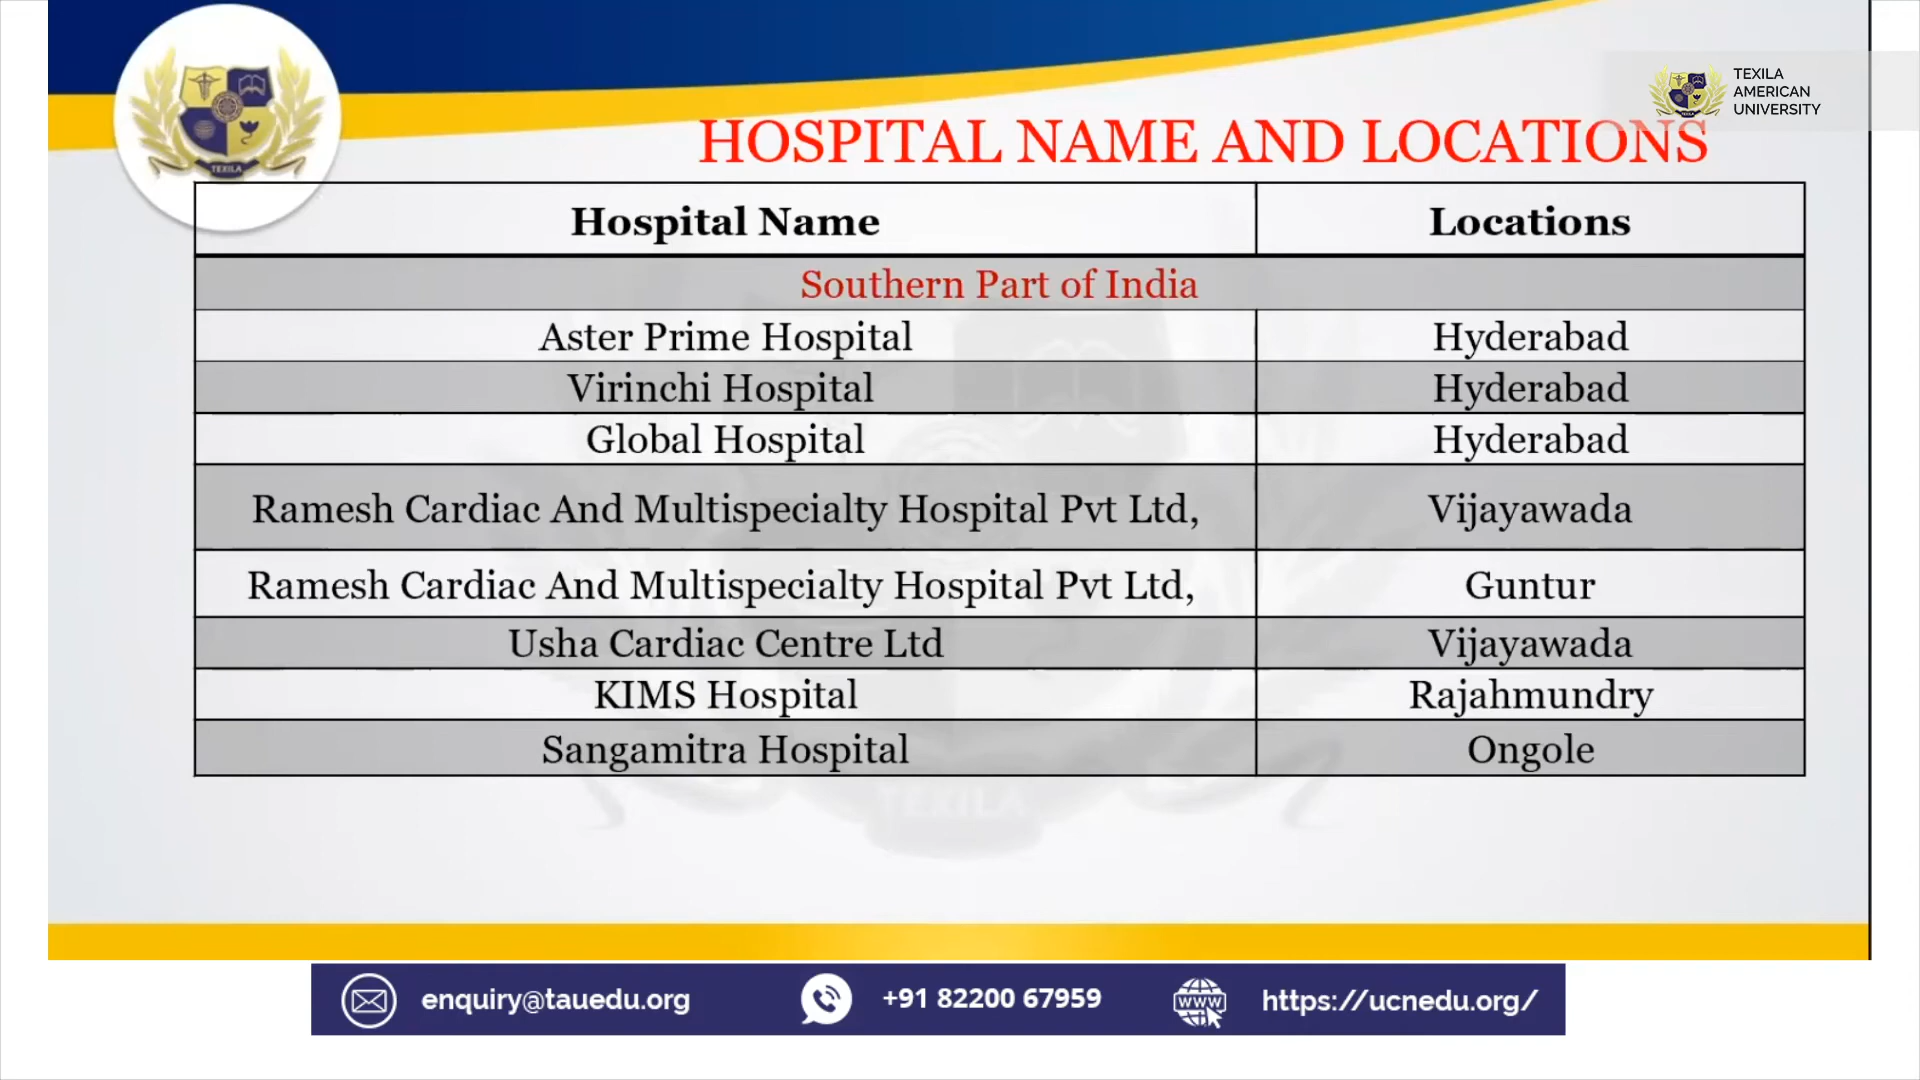 TEXILA
TEXILA
AMERICAN
UNIVERSITY
HOSPITAL NAME AND LOCATIONS
Hospital Name Locations
Southern Part of India
Aster Prime Hospital Hyderabad
Virinchi Hospital Hyderabad
Global Hospital Hyderabad
Ramesh Cardiac And Multispecialty Hospital Pvt Ltd, Vijayawada
Ramesh Cardiac And Multispecialty Hospital Pvt Ltd, Guntur
Usha Cardiac Centre Ltd Vijayawada
KIMS Hospital Rajahmundry
Sangamitra Hospital Ongole
TEXILA
enquiry@tauedu.org +91 82200 67959 www https://ucnedu.org/